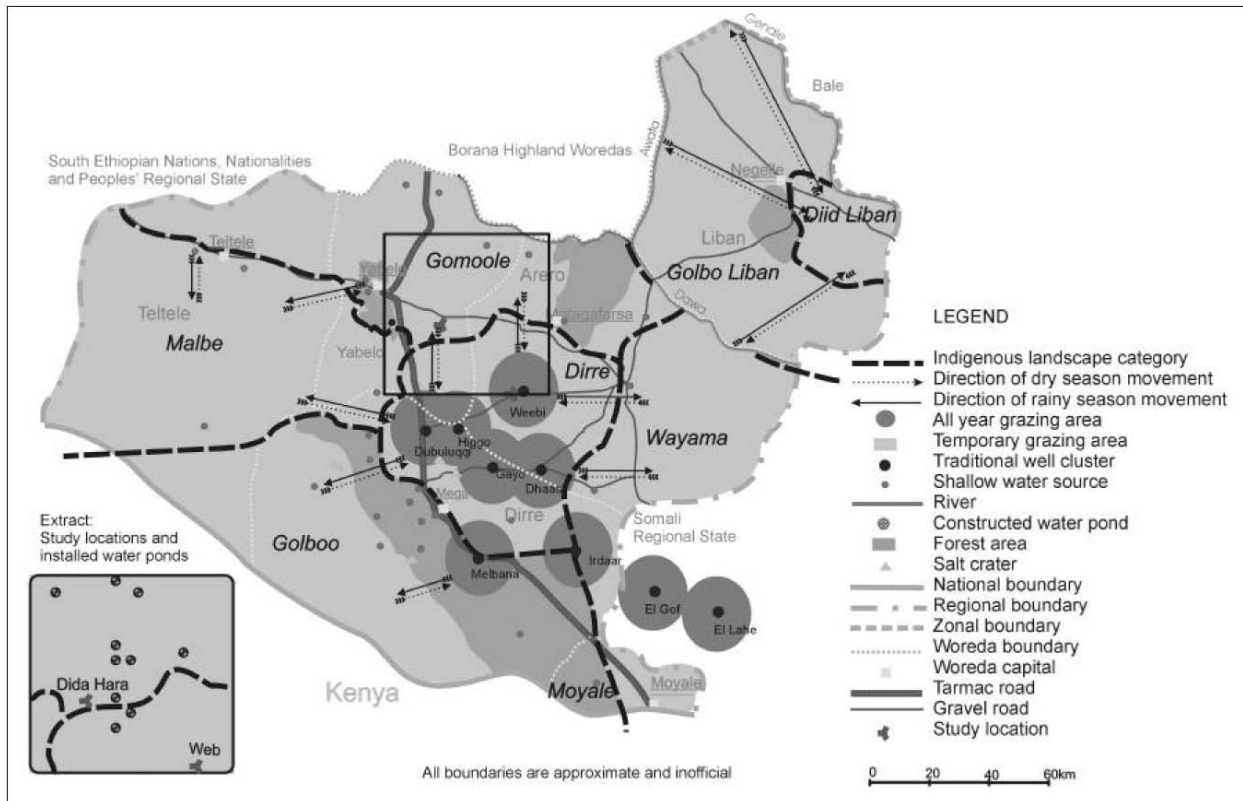 Genale
Bale
Awata
Borana Highland Woredas
South Ethiopian Nations, Nationalities
and Peoples' Regional State
Negelle
Diid Liban
Liban
Golbo Liban
Teltele
Yabelo
Gomoole
Arero
Dawa
Teltele
Malbe
Yabelo
Dirre
Weebi
Wayama
Dubuluqqi
Higgo
Gayo
Dhaas
Mega
Dirre
Somali
Regional State
Golboo
Melbana
Irdaar
El Gof
El Lahe
Kenya
Moyale
Moyale
Extract:
Study locations and
installed water ponds
Dida Hara
Web
All boundaries are approximate and inofficial
LEGEND
Indigenous landscape category
Direction of dry season movement
Direction of rainy season movement
All year grazing area
Temporary grazing area
Traditional well cluster
Shallow water source
River
Constructed water pond
Forest area
Salt crater
National boundary
Regional boundary
Zonal boundary
Woreda boundary
Woreda capital
Tarmac road
Gravel road
Study location
0 20 40 60km